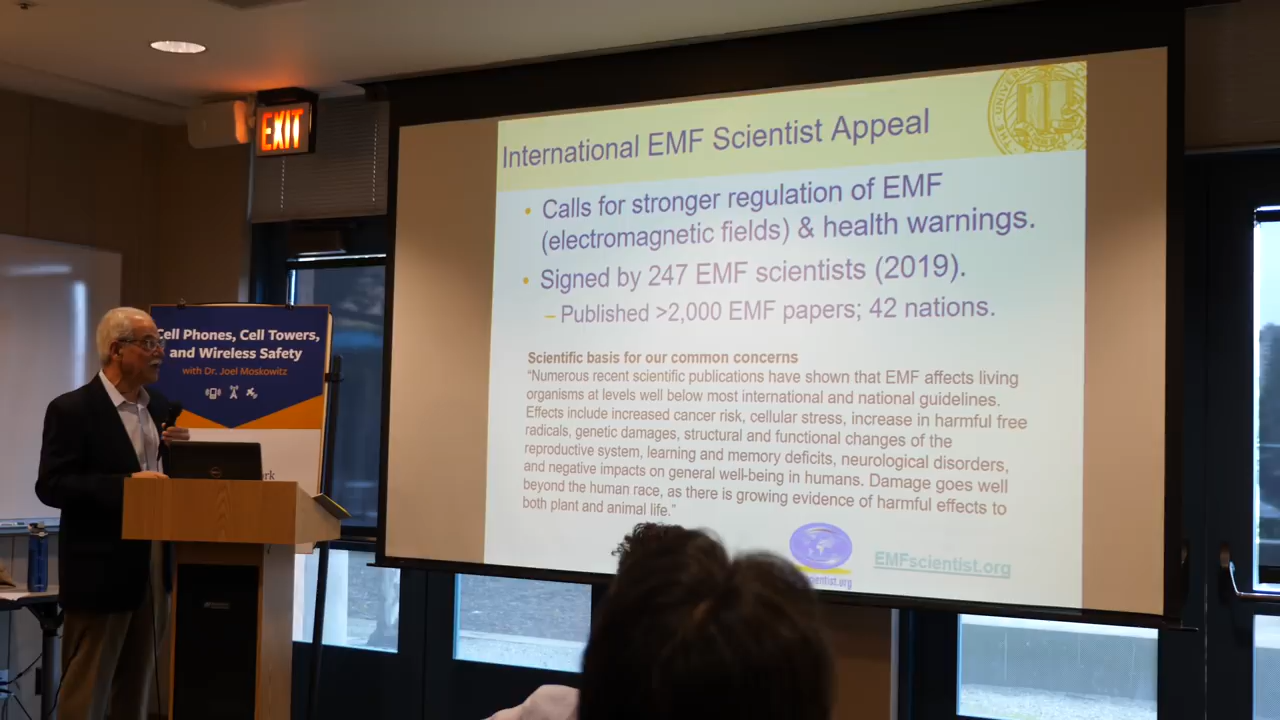 EXIT
International EMF Scientist Appeal
• Calls for stronger regulation of EMF
(electromagnetic fields) & health warnings.
• Signed by 247 EMF scientists (2019).
– Published >2,000 EMF papers; 42 nations.
Scientific basis for our common concerns
"Numerous recent scientific publications have shown that EMF affects living
organisms at levels well below most international and national guidelines.
Effects include increased cancer risk, cellular stress, increase in harmful free
radicals, genetic damages, structural and functional changes of the
reproductive system, learning and memory deficits, neurological disorders,
and negative impacts on general well-being in humans. Damage goes well
beyond the human race, as there is growing evidence of harmful effects to
both plant and animal life."
EMFscientist.org
Cell Phones, Cell Towers,
and Wireless Safety
with Dr. Joel Moskowitz